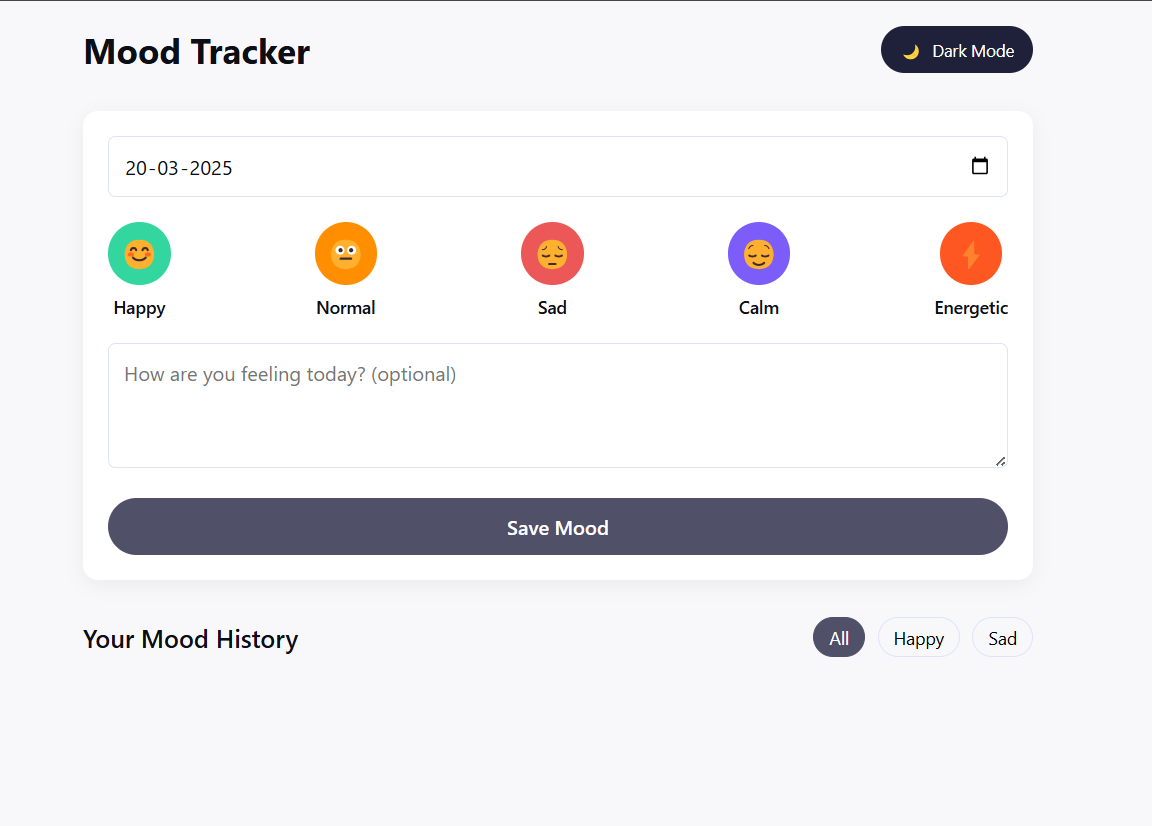 Mood Tracker
🌙 Dark Mode
20-03-2025
Happy Normal Sad Calm Energetic
How are you feeling today? (optional)
Save Mood
Your Mood History
All Happy Sad